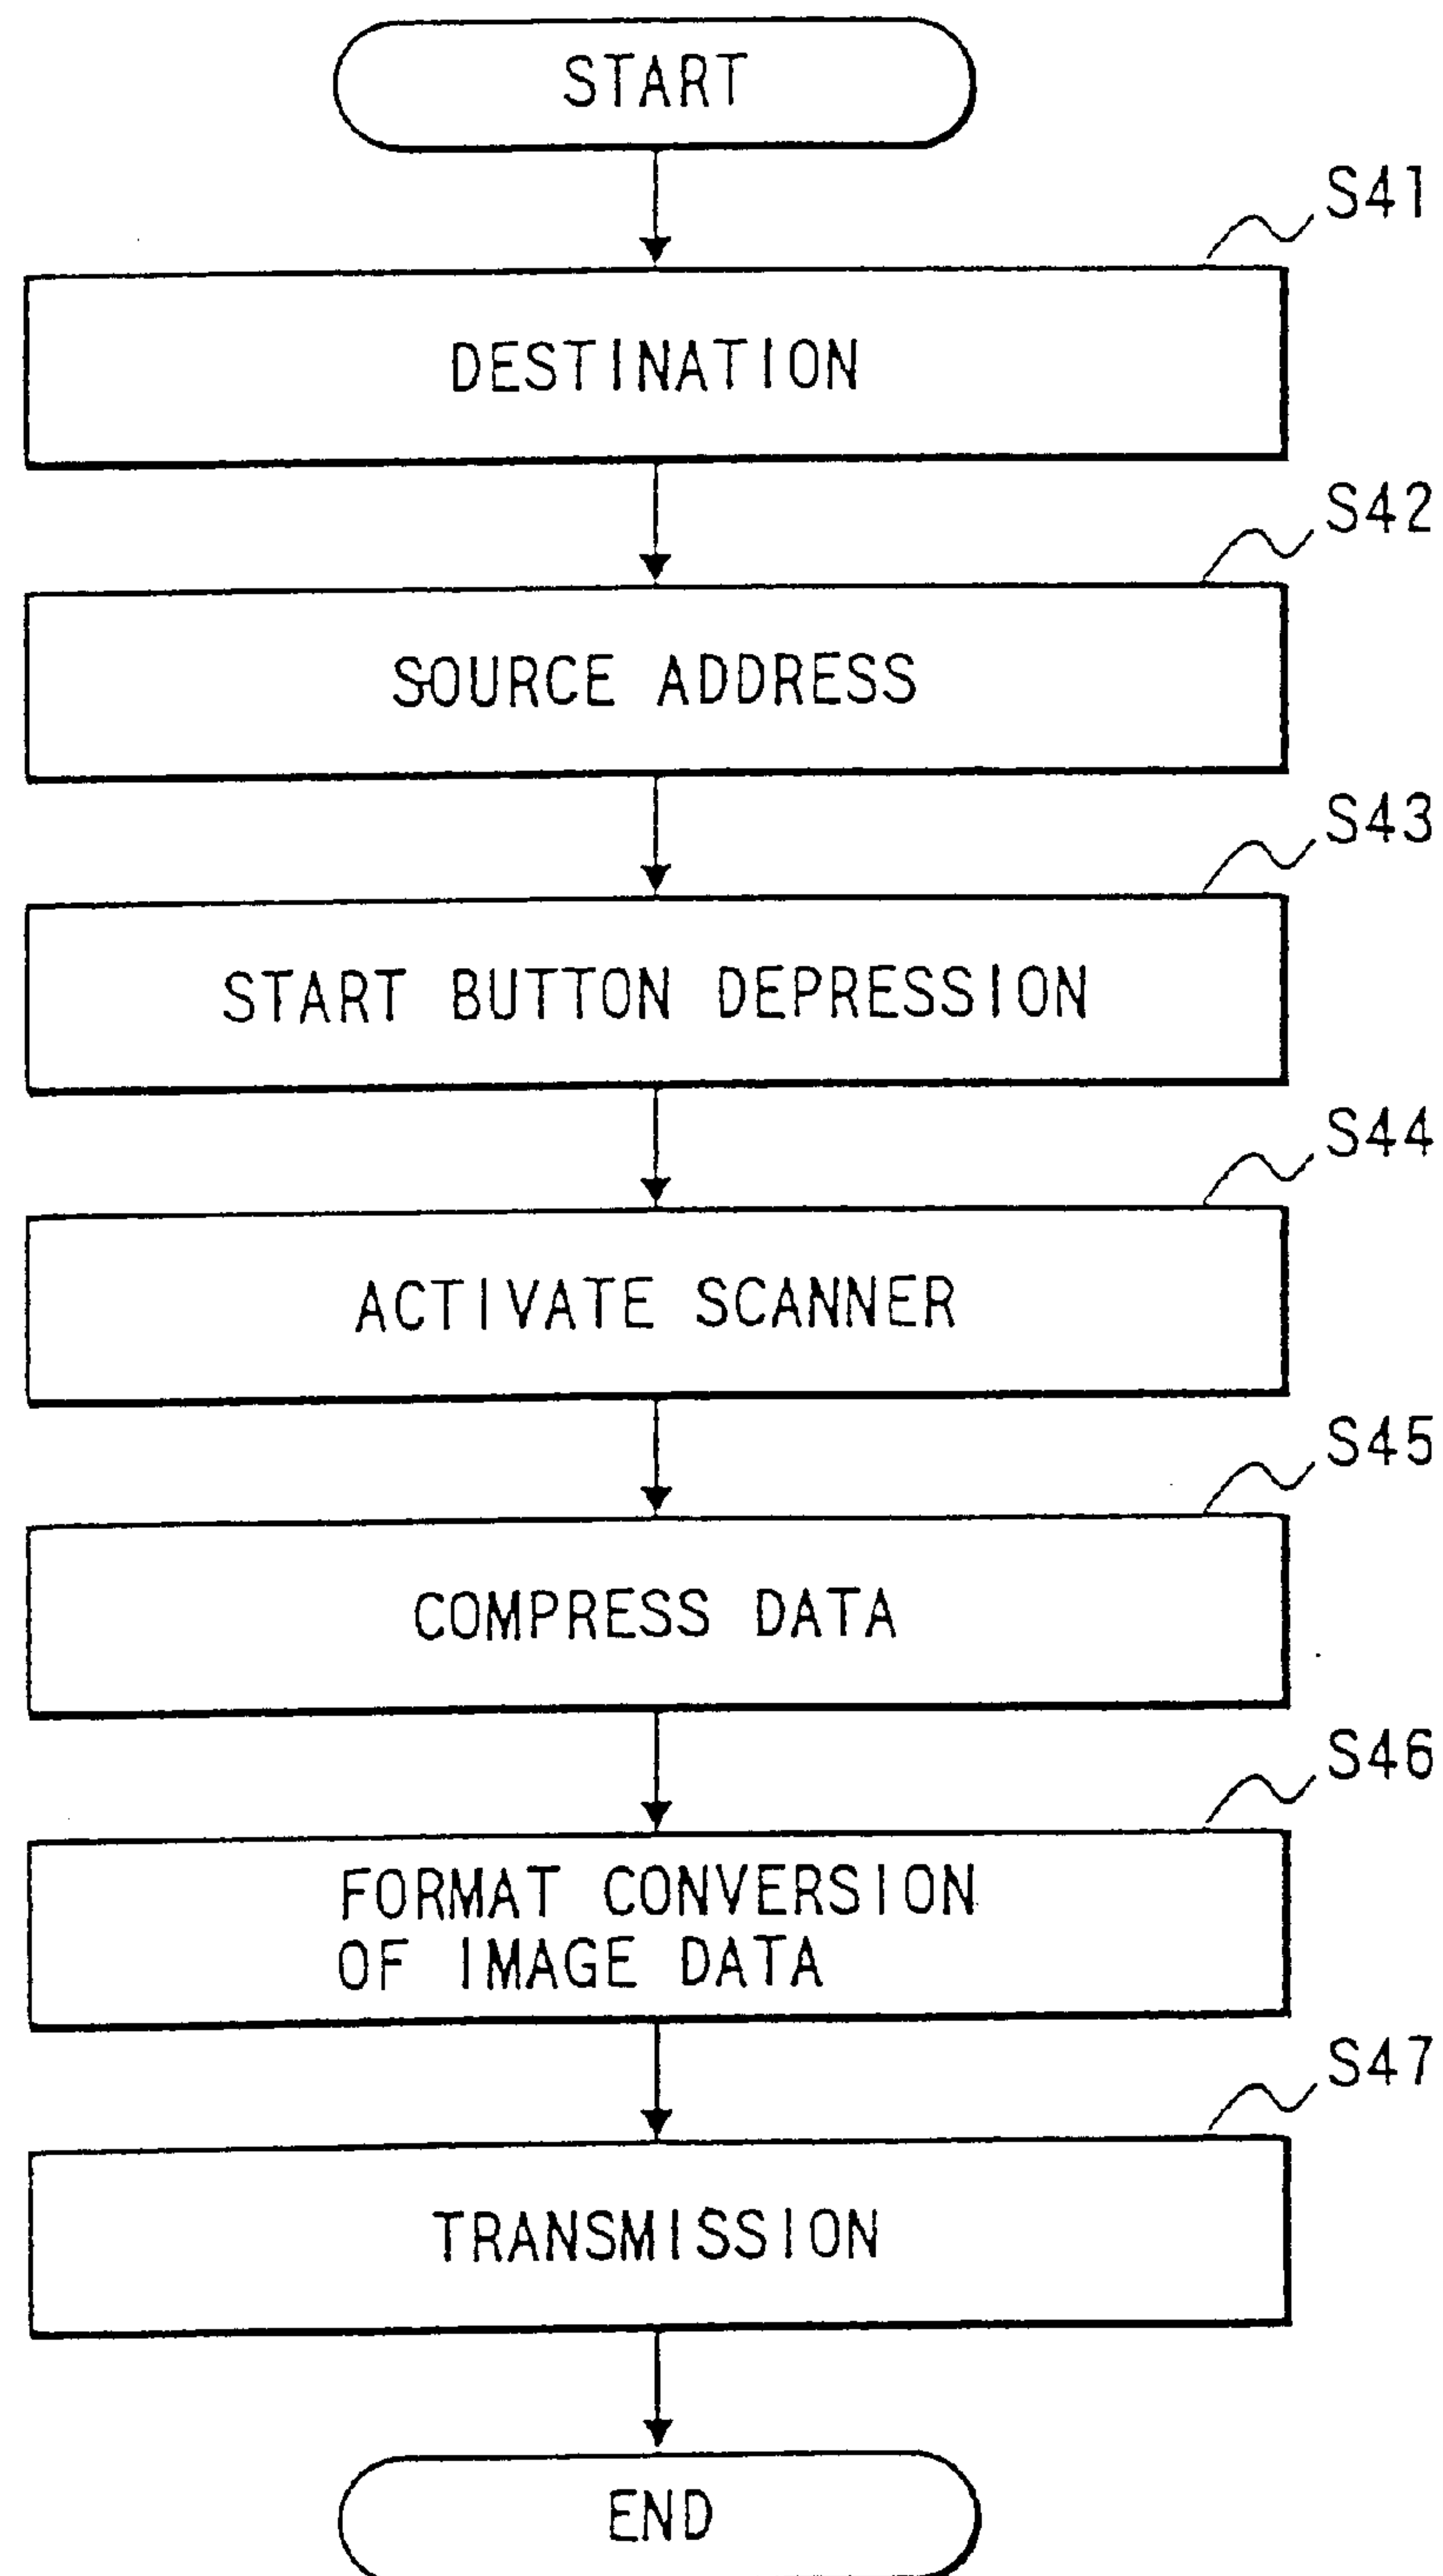 START
S41
DESTINATION
S42
SOURCE ADDRESS
S43
START BUTTON DEPRESSION
S44
ACTIVATE SCANNER
S45
COMPRESS DATA
S46
FORMAT CONVERSION
OF IMAGE DATA
S47
TRANSMISSION
END